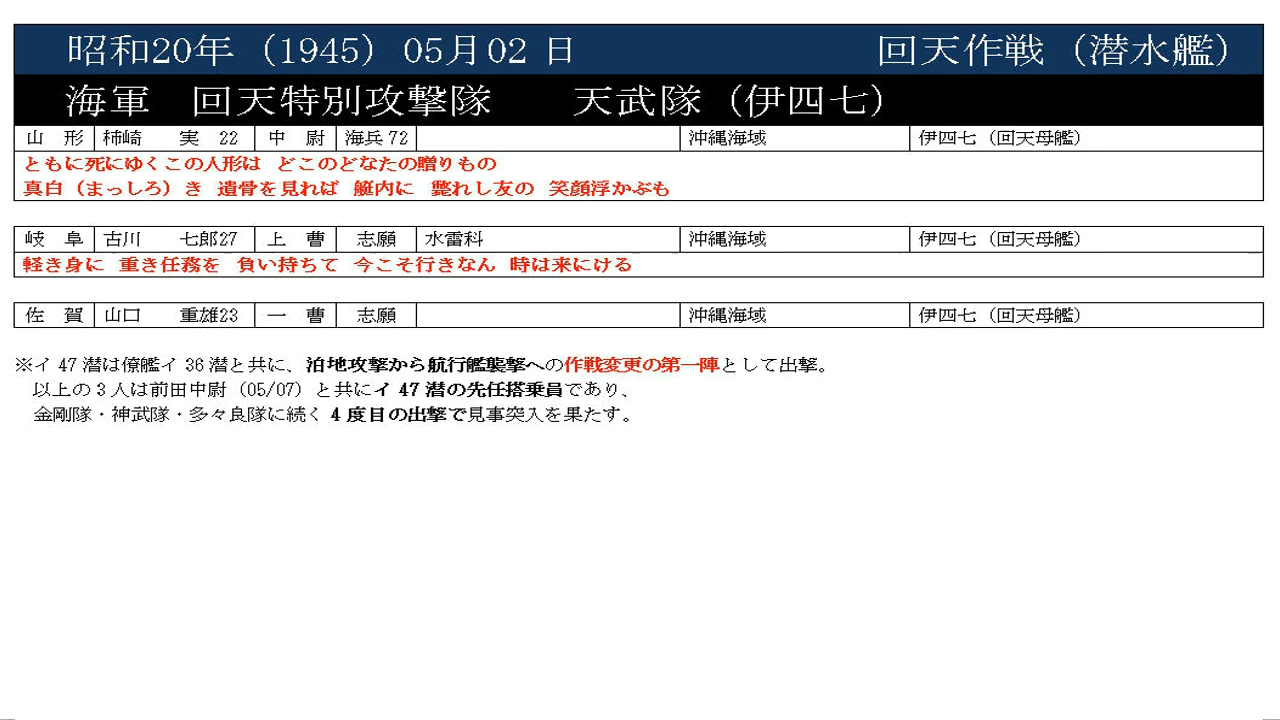 昭和20年（1945）05月02 日　回天作戦（潜水艦）
海軍　回天特別攻撃隊　天武隊（伊四七）
山　形　柿崎　実　22　中　尉　海兵 72　沖縄海域　伊四七（回天母艦）
ともに死にゆくこの人形は　どこのどなたの贈りもの
真白（まっしろ）き　遺骨を見れば　艇内に　斃れし友の　笑顔浮かぶも
岐　阜　古川　七郎27　上　曹　志願　水雷科　沖縄海域　伊四七（回天母艦）
軽き身に　重き任務を　負い持ちて　今こそ行きなん　時は来にける
佐　賀　山口　重雄23　一　曹　志願　沖縄海域　伊四七（回天母艦）
※イ 47 潜は僚艦イ 36 潜と共に、泊地攻撃から航行艦襲撃への作戦変更の第一陣として出撃。
以上の 3 人は前田中尉（05/07）と共にイ 47 潜の先任搭乗員であり、
金剛隊・神武隊・多々良隊に続く 4 度目の出撃で見事突入を果たす。